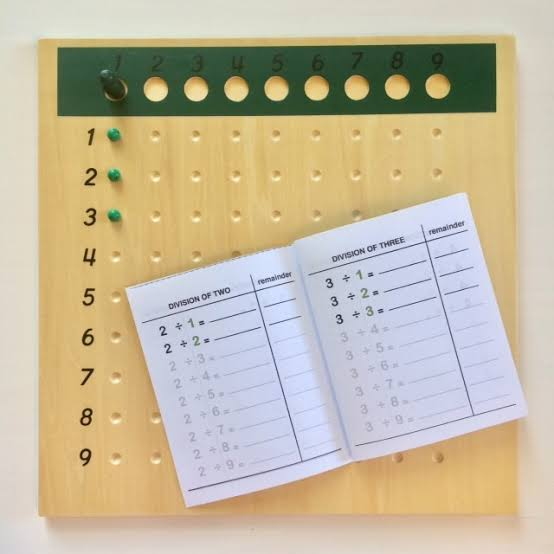 1 2 3 4 5 6 7 8 9
1
2
3
4
5
6
7
8
9
DIVISION OF TWO remainder
2 ÷ 1 =
2 ÷ 2 =
2 ÷ 3 =
2 ÷ 4 =
2 ÷ 5 =
2 ÷ 6 =
2 ÷ 7 =
2 ÷ 8 =
2 ÷ 9 =
DIVISION OF THREE remainder
3 ÷ 1 =
3 ÷ 2 =
3 ÷ 3 =
3 ÷ 4 =
3 ÷ 5 =
3 ÷ 6 =
3 ÷ 7 =
3 ÷ 8 =
3 ÷ 9 =